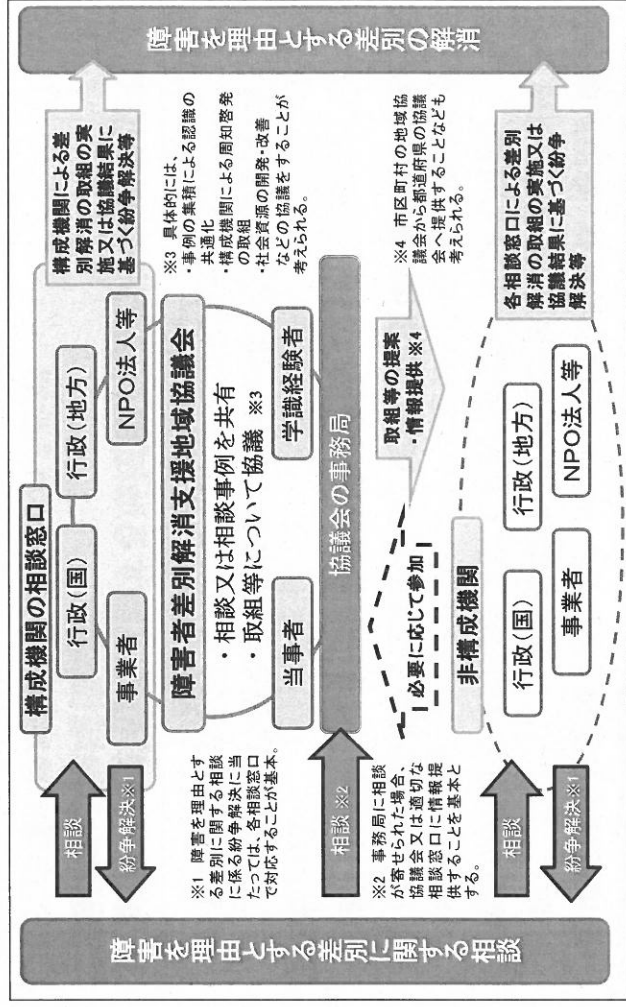 障害を理由とする差別に関する相談
相談
紛争解決※1
※1 障害を理由とす
る差別に関する相談
に係る紛争解決に当
たっては、各相談窓口
で対応することが基本。
相談 ※2
※2 事務局に相談
が寄せられた場合、
協議会又は適切な
相談窓口に情報提
供することを基本と
する。
相談
紛争解決※1
構成機関の相談窓口
行政(国)
行政(地方)
事業者
NPO法人等
障害者差別解消支援地域協議会
・相談又は相談事例を共有
・取組等について協議 ※3
当事者
学識経験者
協議会の事務局
必要に応じて参加
取組等の提案
・情報提供 ※4
非構成機関
行政(国)
行政(地方)
事業者
NPO法人等
構成機関による差
別解消の取組の実
施又は協議結果に
基づく紛争解決等
※3 具体的には、
・事例の集積による認識の
共通化
・構成機関による周知啓発
の取組
・社会資源の開発・改善
などの協議をすることが
考えられる。
※4 市区町村の地域協
議会から都道府県の協議
会へ提供することなども
考えられる。
各相談窓口による差別
解消の取組の実施又は
協議結果に基づく紛争
解決等
障害を理由とする差別の解消